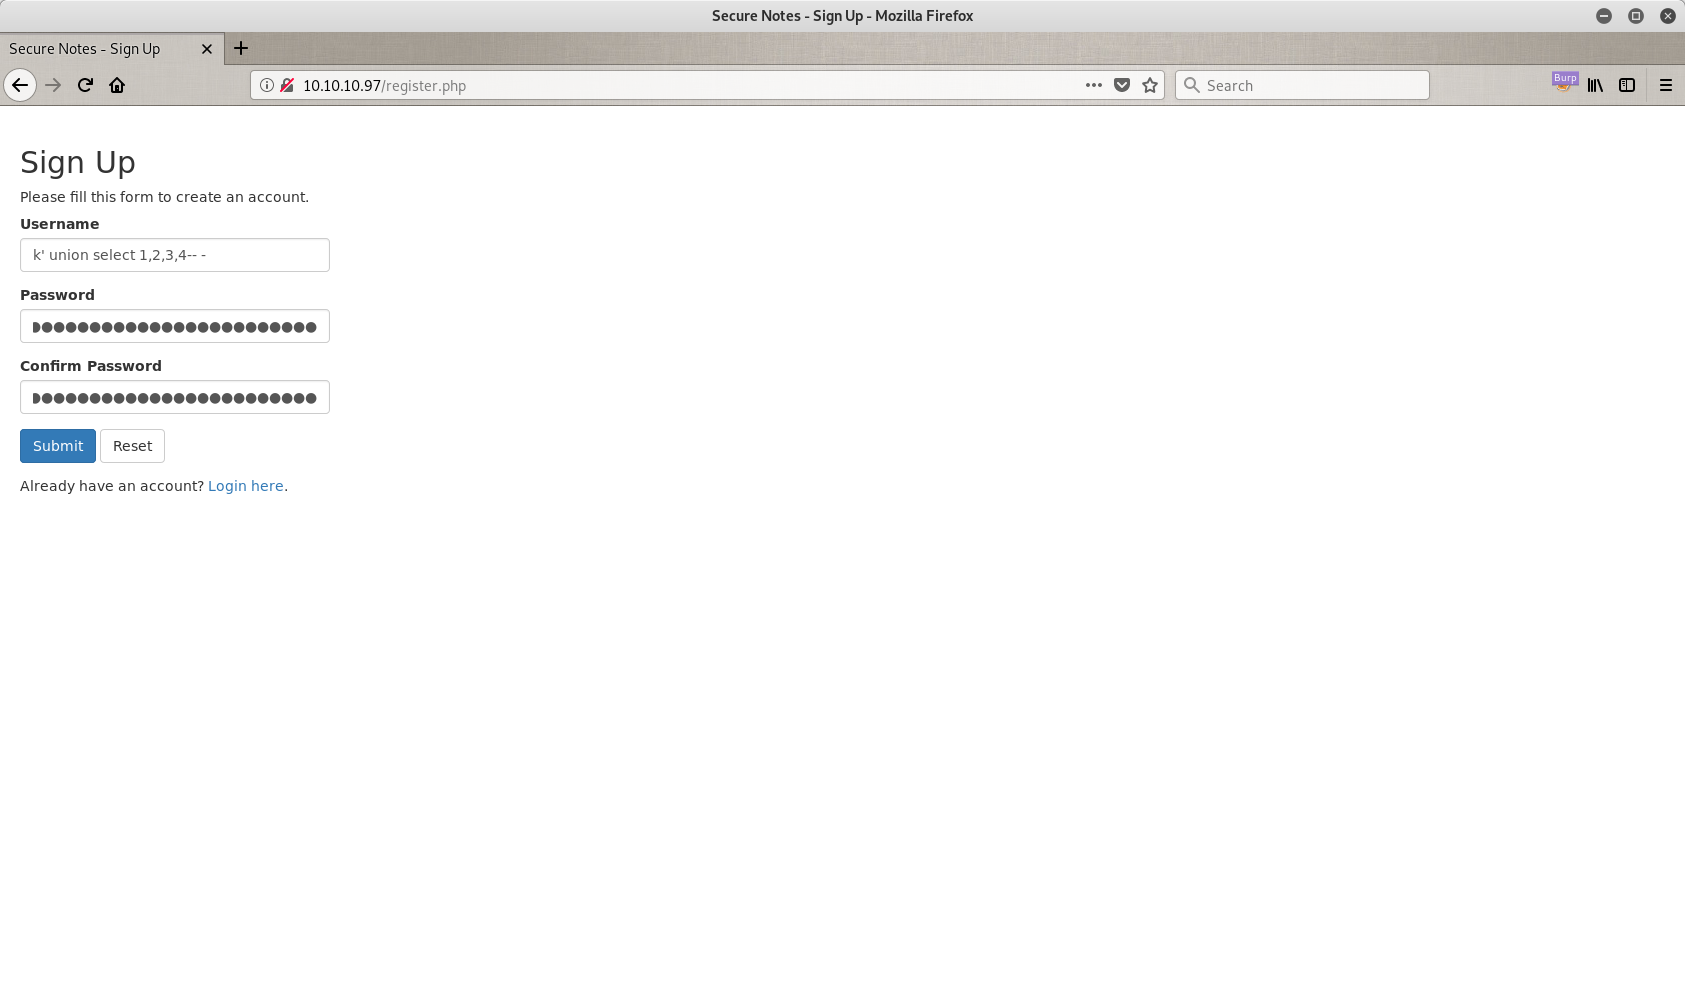 Secure Notes - Sign Up - Mozilla Firefox
Secure Notes - Sign Up
10.10.10.97/register.php
Search
Burp
Sign Up
Please fill this form to create an account.
Username
k' union select 1,2,3,4-- -
Password
Confirm Password
Submit Reset
Already have an account? Login here.